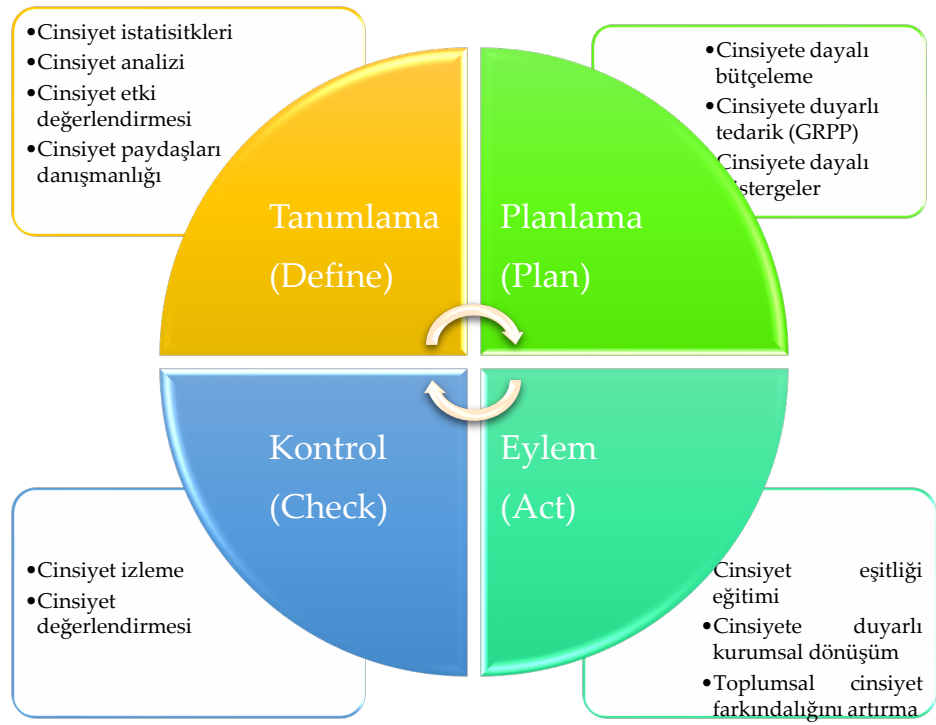 •Cinsiyet istatisitkleri
•Cinsiyet analizi
•Cinsiyet etki
değerlendirmesi
•Cinsiyet paydaşları
danışmanlığı
Tanımlama
(Define)
•Cinsiyete dayalı
bütçeleme
•Cinsiyete duyarlı
tedarik (GRPP)
Cinsiyete dayalı
Planlama
(Plan)
Kontrol
(Check)
•Cinsiyet izleme
•Cinsiyet
değerlendirmesi
Eylem
(Act)
Cinsiyet eşitliği
eğitimi
•Cinsiyete duyarlı
kurumsal dönüşüm
•Toplumsal cinsiyet
farkındalığını artırma